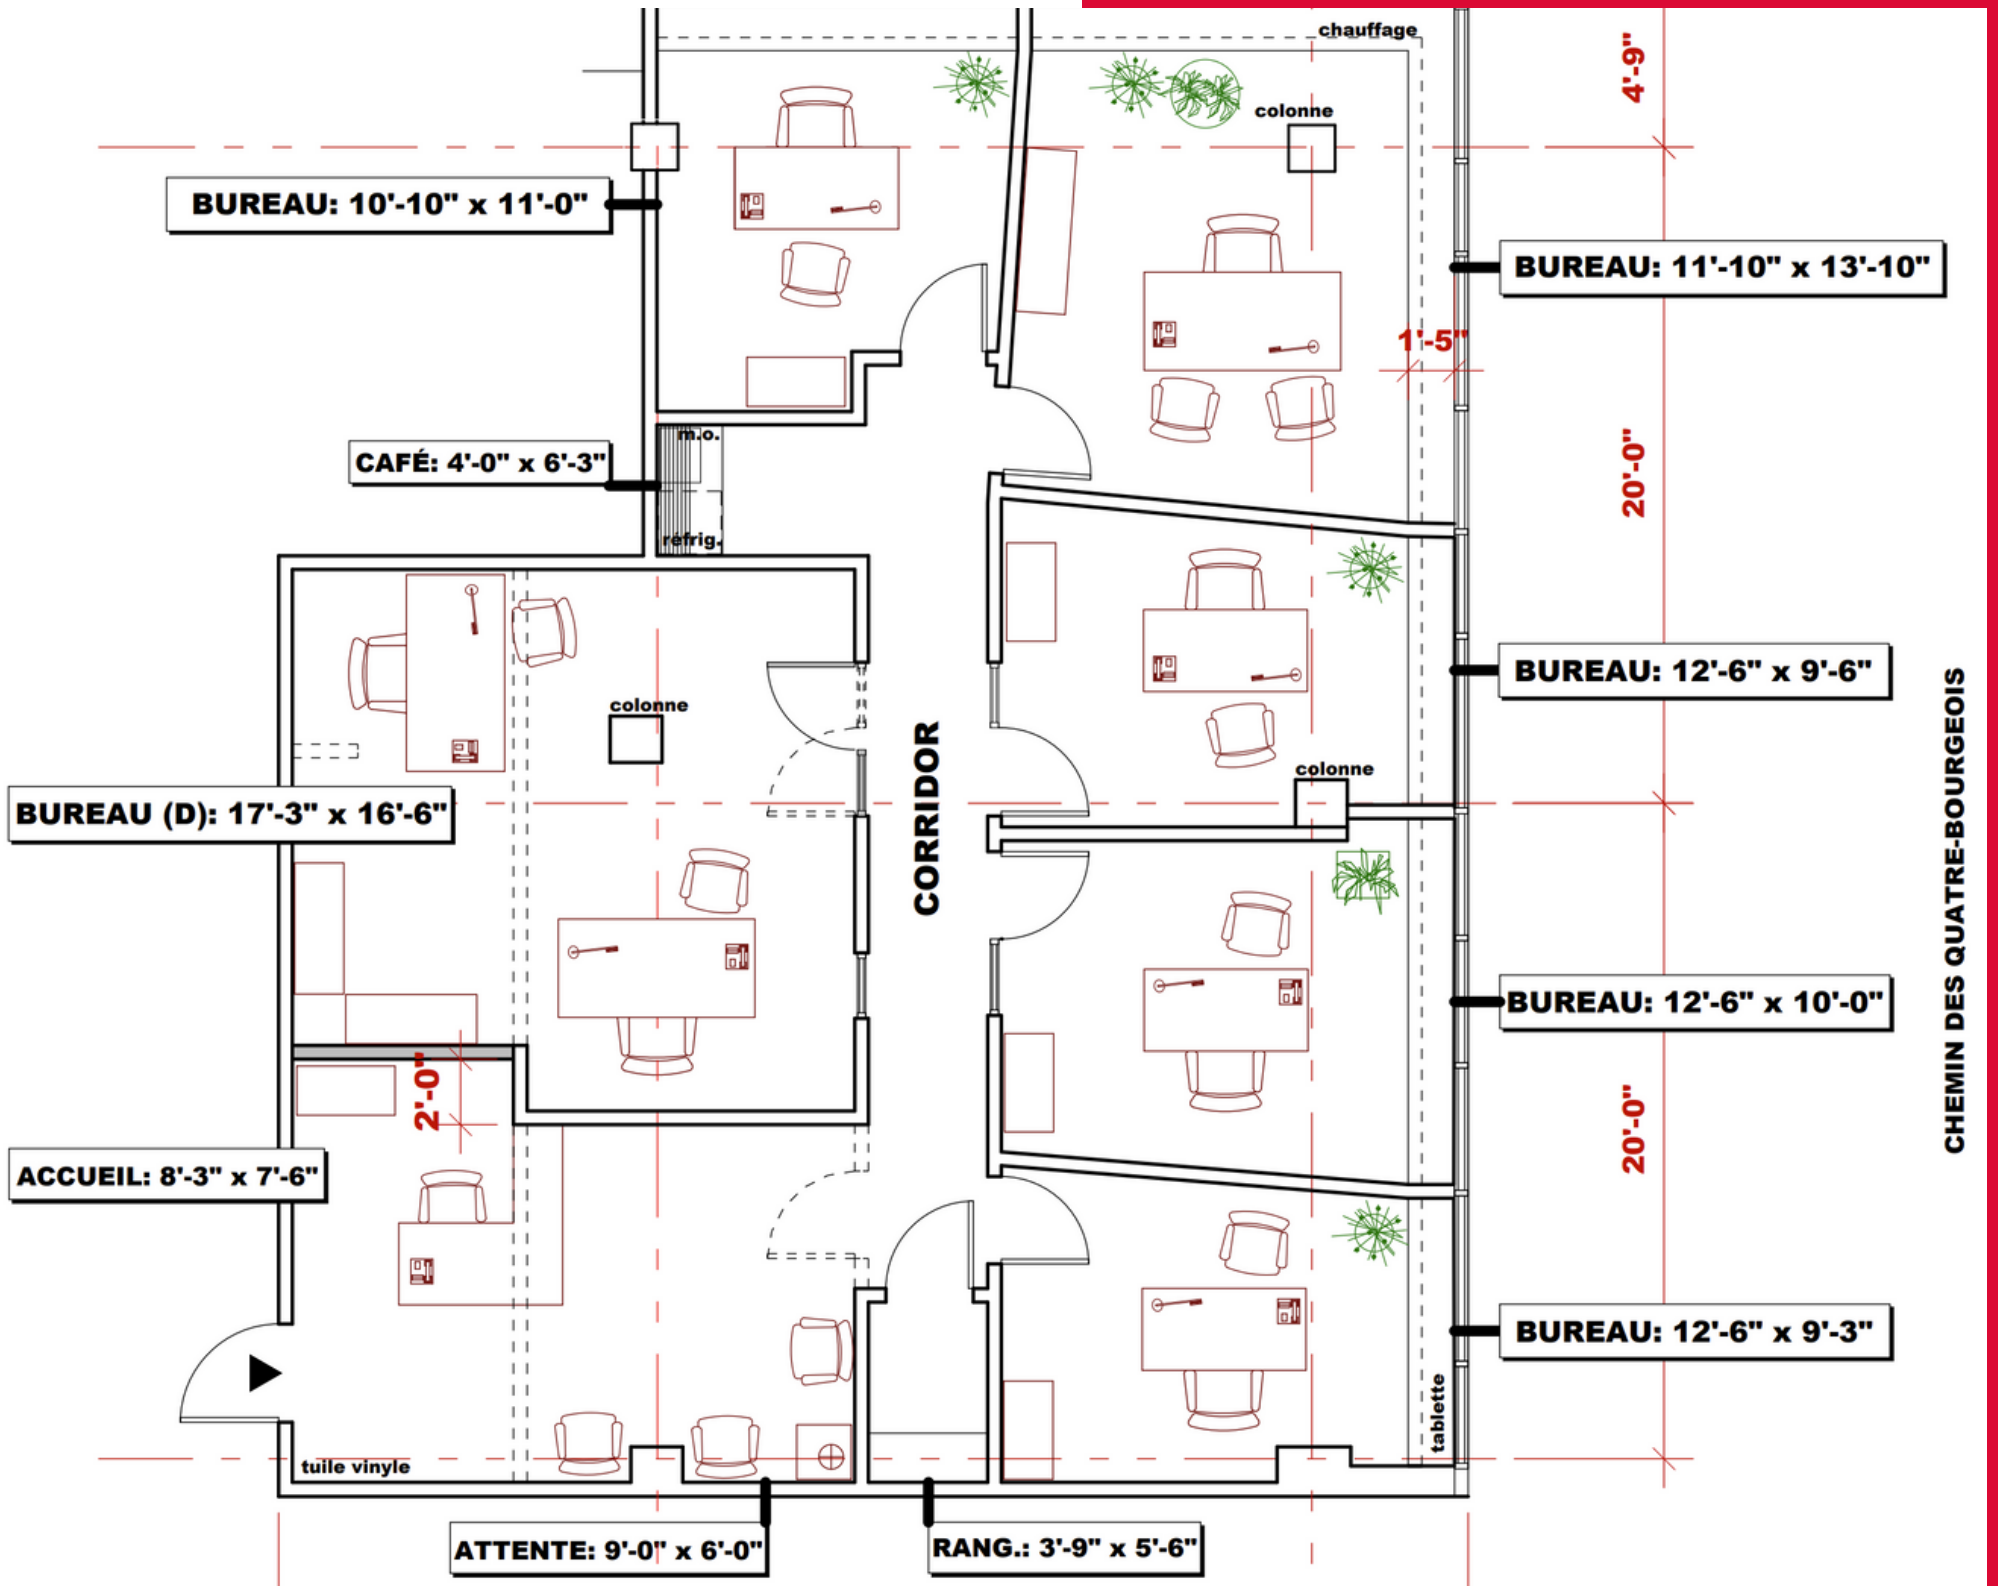 chauffage
4'-9"
colonne
BUREAU: 10'-10" x 11'-0"
BUREAU: 11'-10" x 13'-10"
1'-5"
m.o.
CAFÉ: 4'-0" x 6'-3"
20'-0"
réfrig.
BUREAU: 12'-6" x 9'-6"
colonne
colonne
CORRIDOR
BUREAU (D): 17'-3" x 16'-6"
CHEMIN DES QUATRE-BOURGEOIS
BUREAU: 12'-6" x 10'-0"
2'-0"
20'-0"
ACCUEIL: 8'-3" x 7'-6"
BUREAU: 12'-6" x 9'-3"
tablette
tuile vinyle
ATTENTE: 9'-0" x 6'-0"
RANG.: 3'-9" x 5'-6"